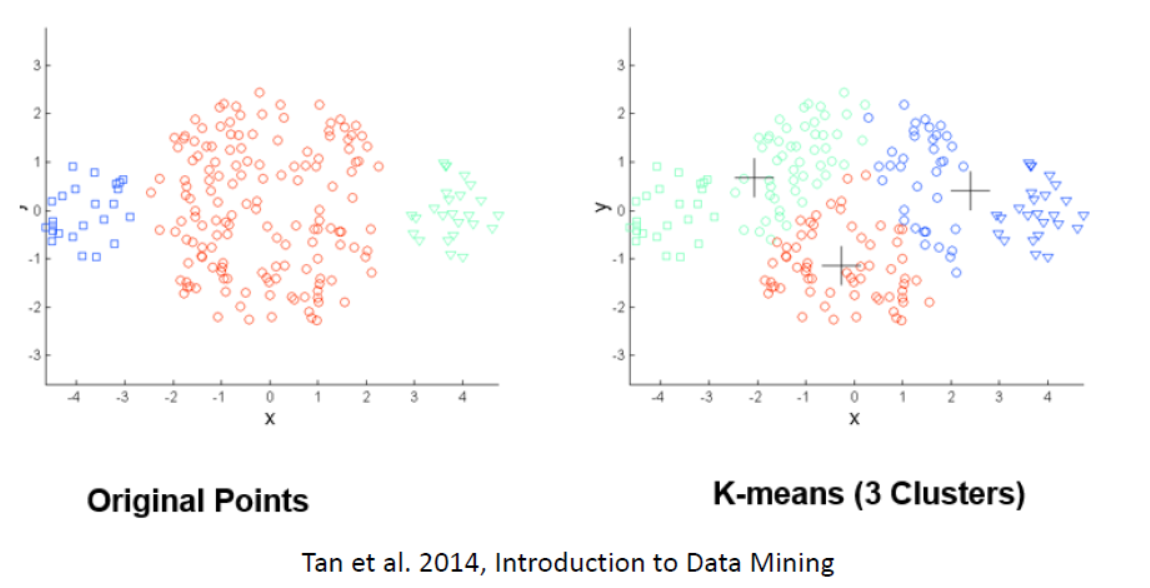 3
2
1
0
-1
-2
-3
-4 -3 -2 -1 0 1 2 3 4
x
y
3
2
1
0
-1
-2
-3
-4 -3 -2 -1 0 1 2 3 4
x
Original Points
K-means (3 Clusters)
Tan et al. 2014, Introduction to Data Mining